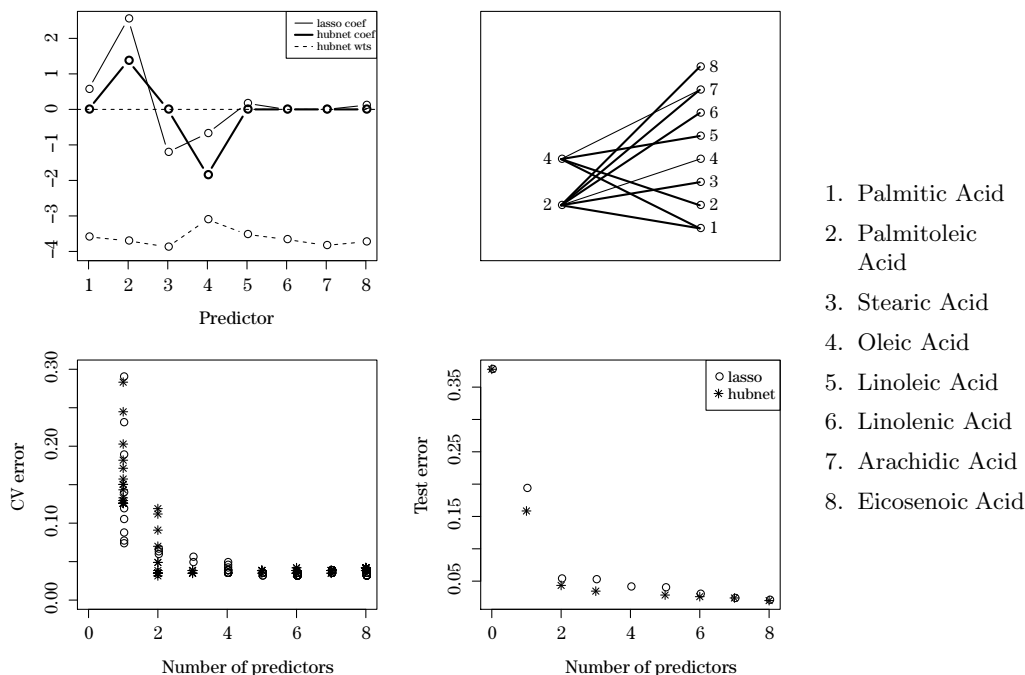 lasso coef
hubnet coef
hubnet wts
2
1
0
−1
−2
−3
−4
1 2 3 4 5 6 7 8
Predictor
8
7
6
5
4
3
2
1
4
2
0.30
0.20
0.10
0.00
CV error
0 2 4 6 8
Number of predictors
lasso
hubnet
0.35
0.25
0.15
0.05
Test error
0 2 4 6 8
Number of predictors
1. Palmitic Acid
2. Palmitoleic
Acid
3. Stearic Acid
4. Oleic Acid
5. Linoleic Acid
6. Linolenic Acid
7. Arachidic Acid
8. Eicosenoic Acid